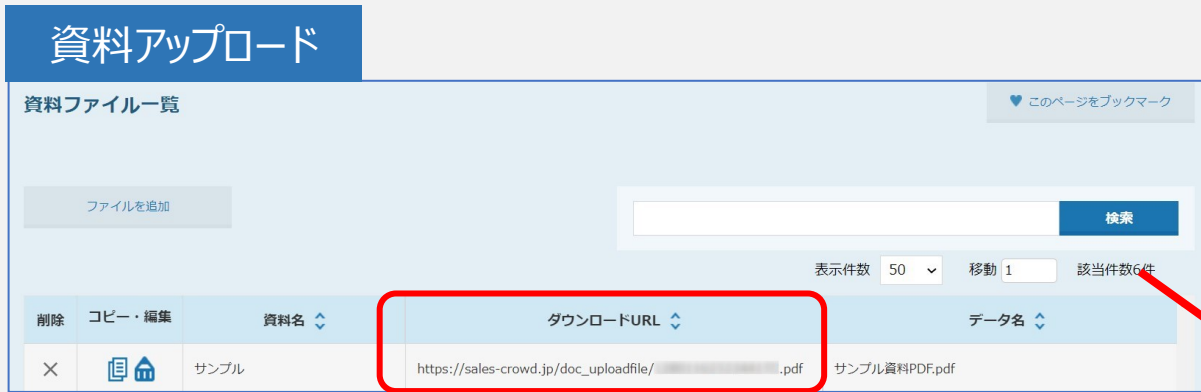 資料アップロード
資料ファイル一覧
このページをブックマーク
ファイルを追加
検索
表示件数 50 移動 1 該当件数6件
削除 コピー・編集 資料名 ダウンロードURL データ名
サンプル https://sales-crowd.jp/doc_uploadfile/ .pdf サンプル資料PDF.pdf